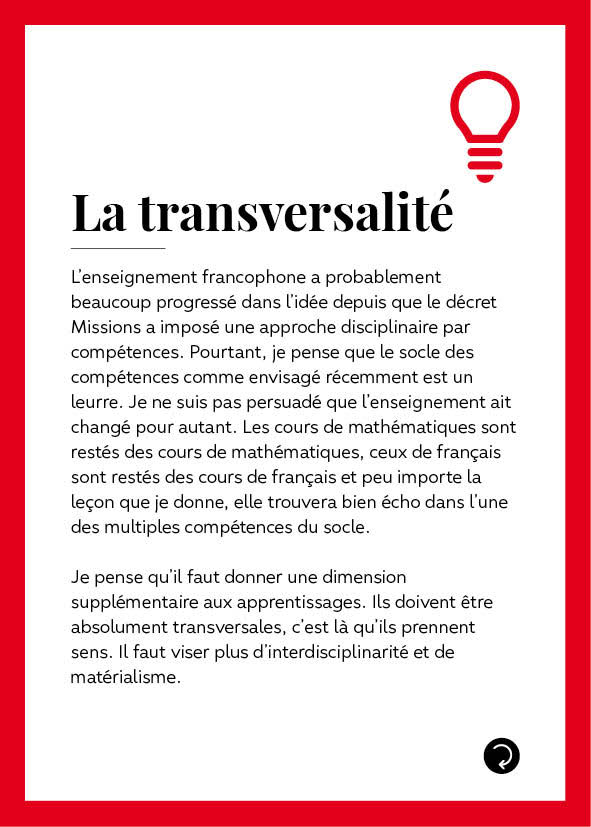 La transversalité
L’enseignement francophone a probablement
beaucoup progressé dans l’idée depuis que le décret
Missions a imposé une approche disciplinaire par
compétences. Pourtant, je pense que le socle des
compétences comme envisagé récemment est un
leurre. Je ne suis pas persuadé que l’enseignement ait
changé pour autant. Les cours de mathématiques sont
restés des cours de mathématiques, ceux de français
sont restés des cours de français et peu importe la
leçon que je donne, elle trouvera bien écho dans l’une
des multiples compétences du socle.
Je pense qu’il faut donner une dimension
supplémentaire aux apprentissages. Ils doivent être
absolument transversales, c’est là qu’ils prennent
sens. Il faut viser plus d’interdisciplinarité et de
matérialisme.